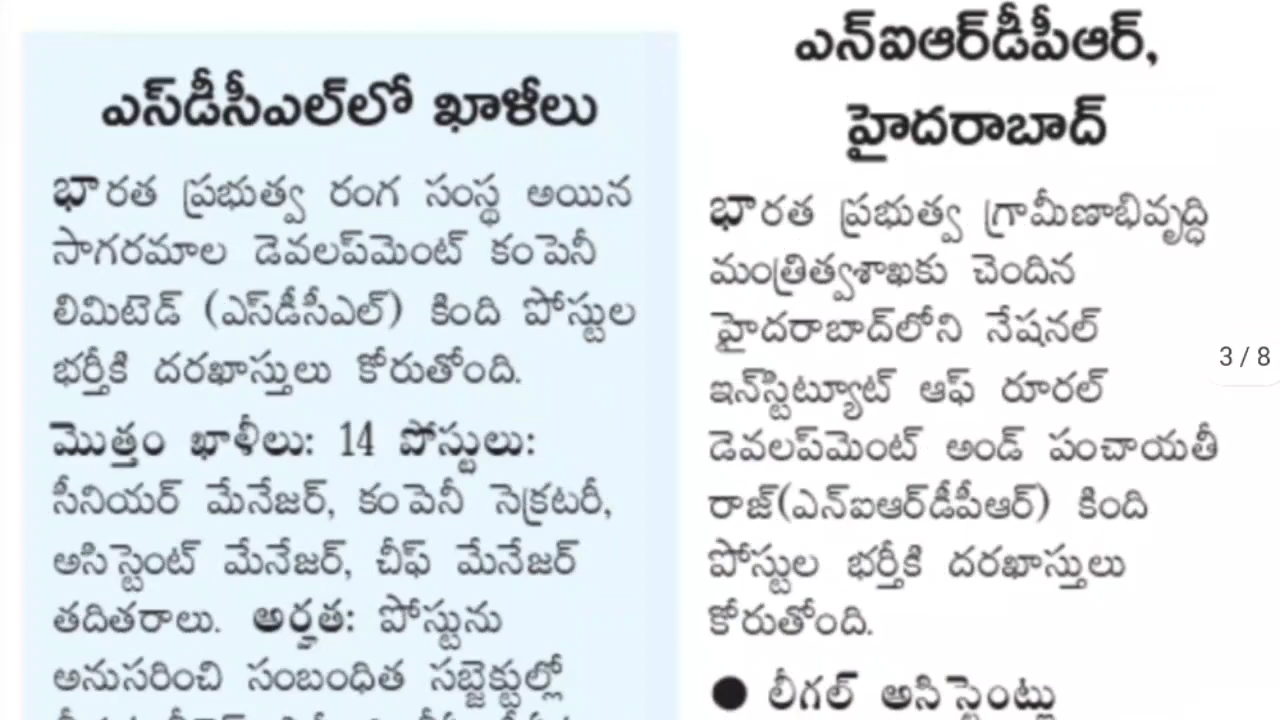 ఎస్‌డీసీఎల్‌లో ఖాళీలు
భారత ప్రభుత్వ రంగ సంస్థ అయిన
సాగరమాల డెవలప్‌మెంట్ కంపెనీ
లిమిటెడ్ (ఎస్‌డీసీఎల్) కింది పోస్టుల
భర్తీకి దరఖాస్తులు కోరుతోంది.
మొత్తం ఖాళీలు: 14 పోస్టులు:
సీనియర్ మేనేజర్, కంపెనీ సెక్రటరీ,
అసిస్టెంట్ మేనేజర్, చీఫ్ మేనేజర్
తదితరాలు. అర్హత: పోస్టును
అనుసరించి సంబంధిత సబ్జెక్టుల్లో
ఎన్‌ఐఆర్‌డీపీఆర్,
హైదరాబాద్
భారత ప్రభుత్వ గ్రామీణాభివృద్ధి
మంత్రిత్వశాఖకు చెందిన
హైదరాబాద్‌లోని నేషనల్
ఇన్‌స్టిట్యూట్ ఆఫ్ రూరల్
డెవలప్‌మెంట్ అండ్ పంచాయతీ
రాజ్(ఎన్‌ఐఆర్‌డీపీఆర్) కింది
పోస్టుల భర్తీకి దరఖాస్తులు
కోరుతోంది.
● లీగల్ అసిస్టెంట్లు
3 / 8